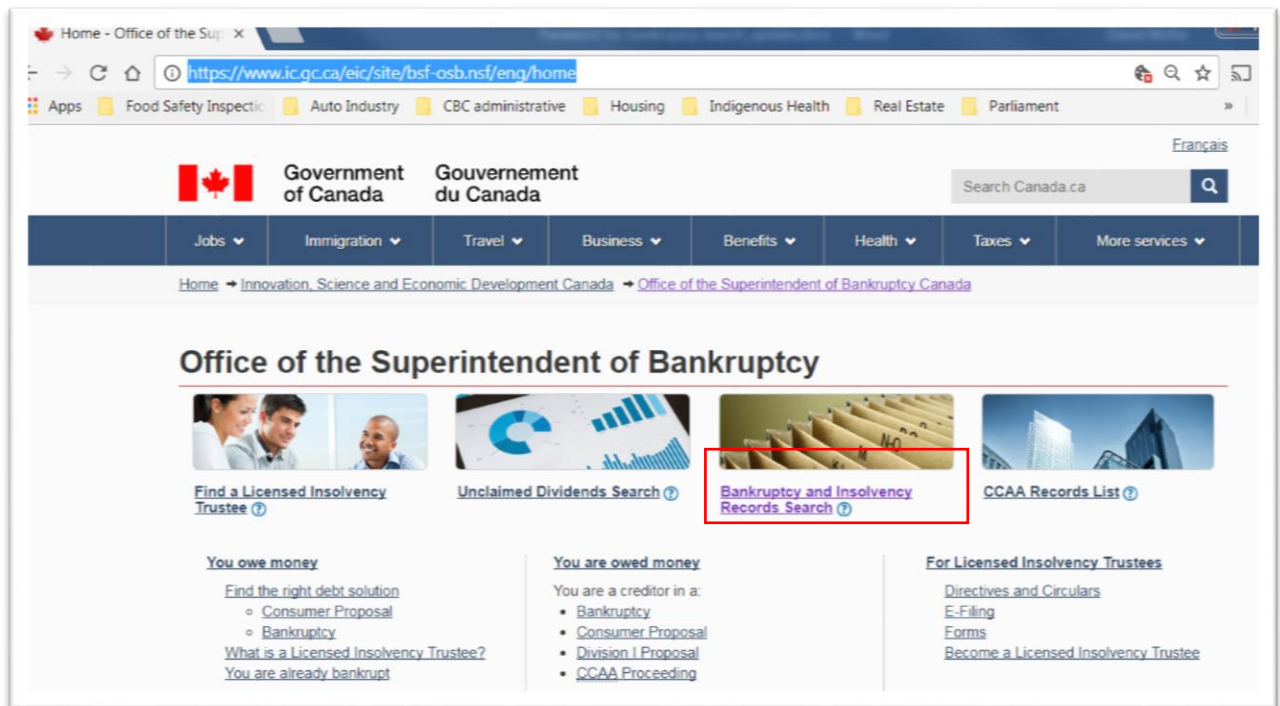 Home - Office of the Sup
https://www.ic.gc.ca/eic/site/bsf-osb.nsf/eng/home
Apps Food Safety Inspectio Auto Industry CBC administrative Housing Indigenous Health Real Estate Parliament »
Français
Government of Canada
Gouvernement du Canada
Search Canada.ca
Jobs Immigration Travel Business Benefits Health Taxes More services
Home → Innovation, Science and Economic Development Canada → Office of the Superintendent of Bankruptcy Canada
Office of the Superintendent of Bankruptcy
N-O
M
Find a Licensed Insolvency
Trustee ?
Unclaimed Dividends Search ?
Bankruptcy and Insolvency
Records Search ?
CCAA Records List ?
You owe money
Find the right debt solution
Consumer Proposal
Bankruptcy
What is a Licensed Insolvency Trustee?
You are already bankrupt
You are owed money
You are a creditor in a:
• Bankruptcy
• Consumer Proposal
• Division I Proposal
• CCAA Proceeding
For Licensed Insolvency Trustees
Directives and Circulars
E-Filing
Forms
Become a Licensed Insolvency Trustee